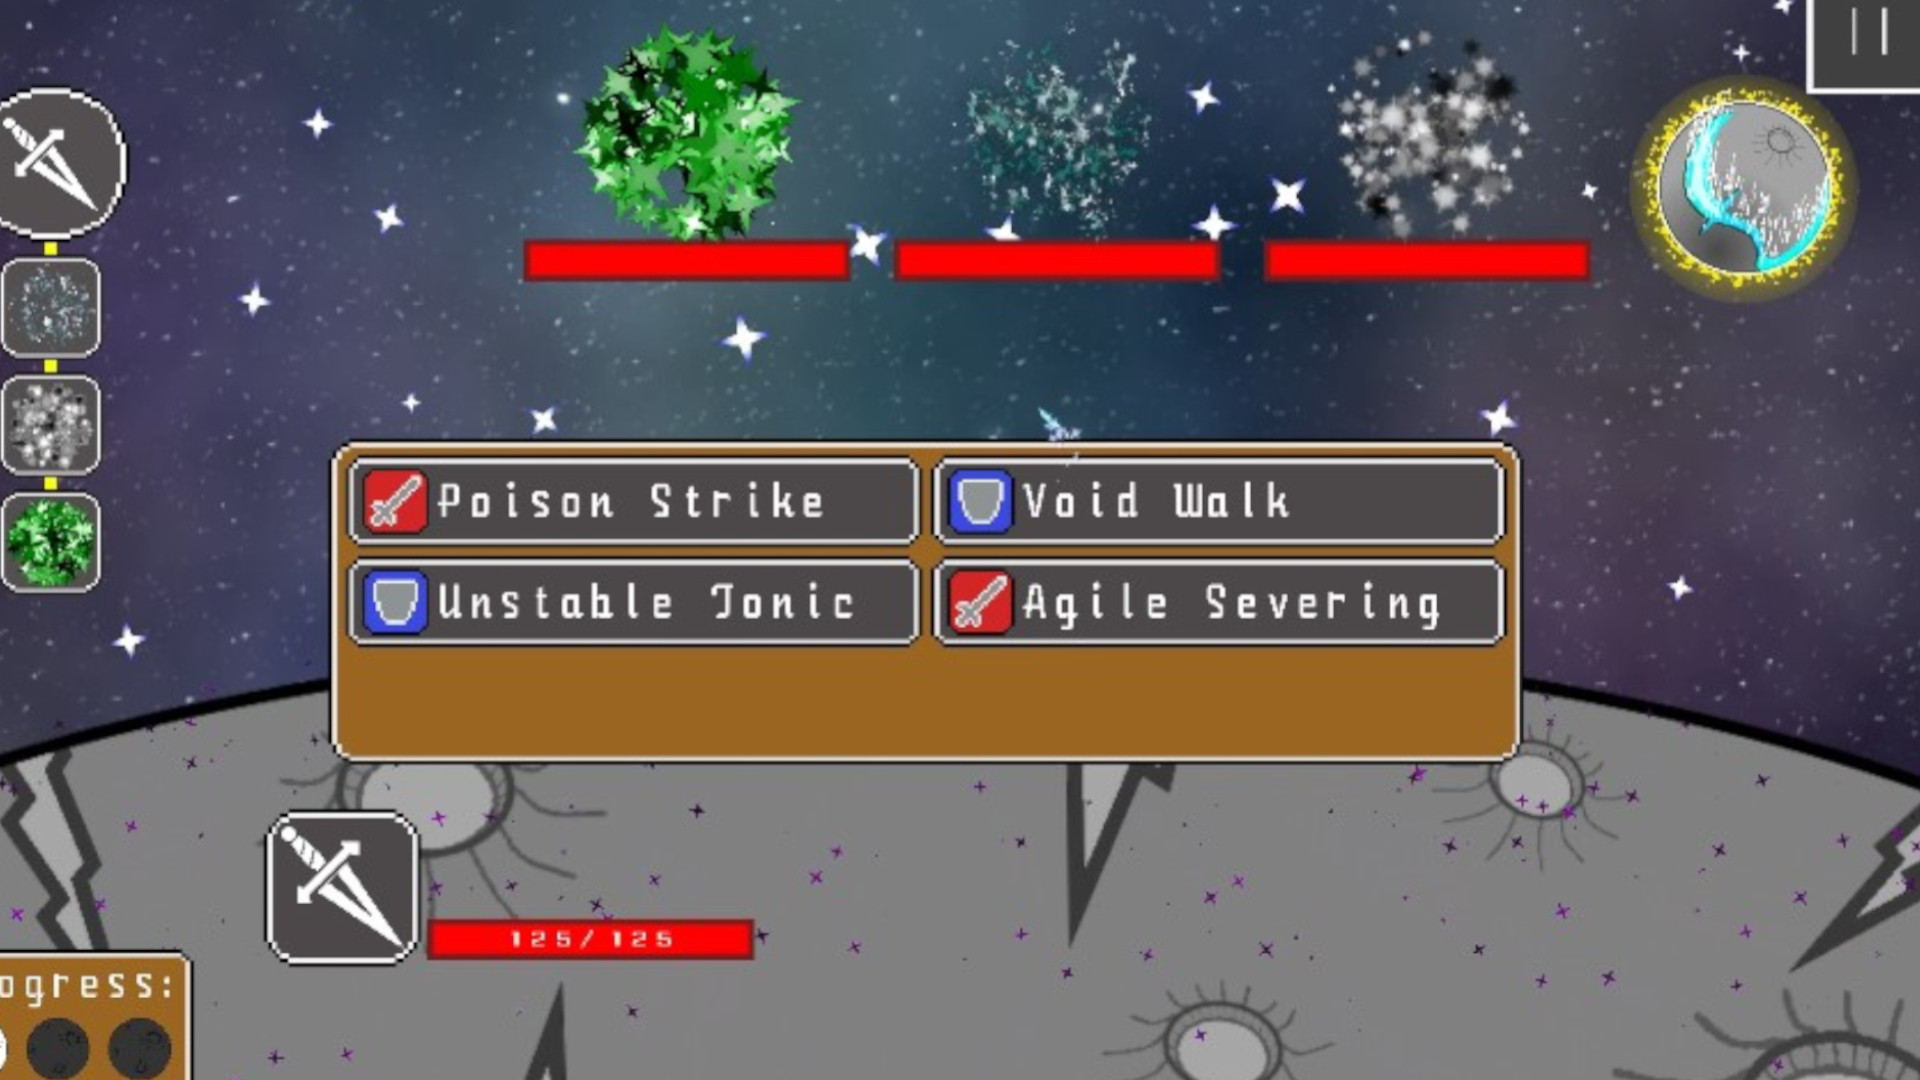 Poison Strike
Void Walk
Unstable Tonic
Agile Severing
125/125
ogress: